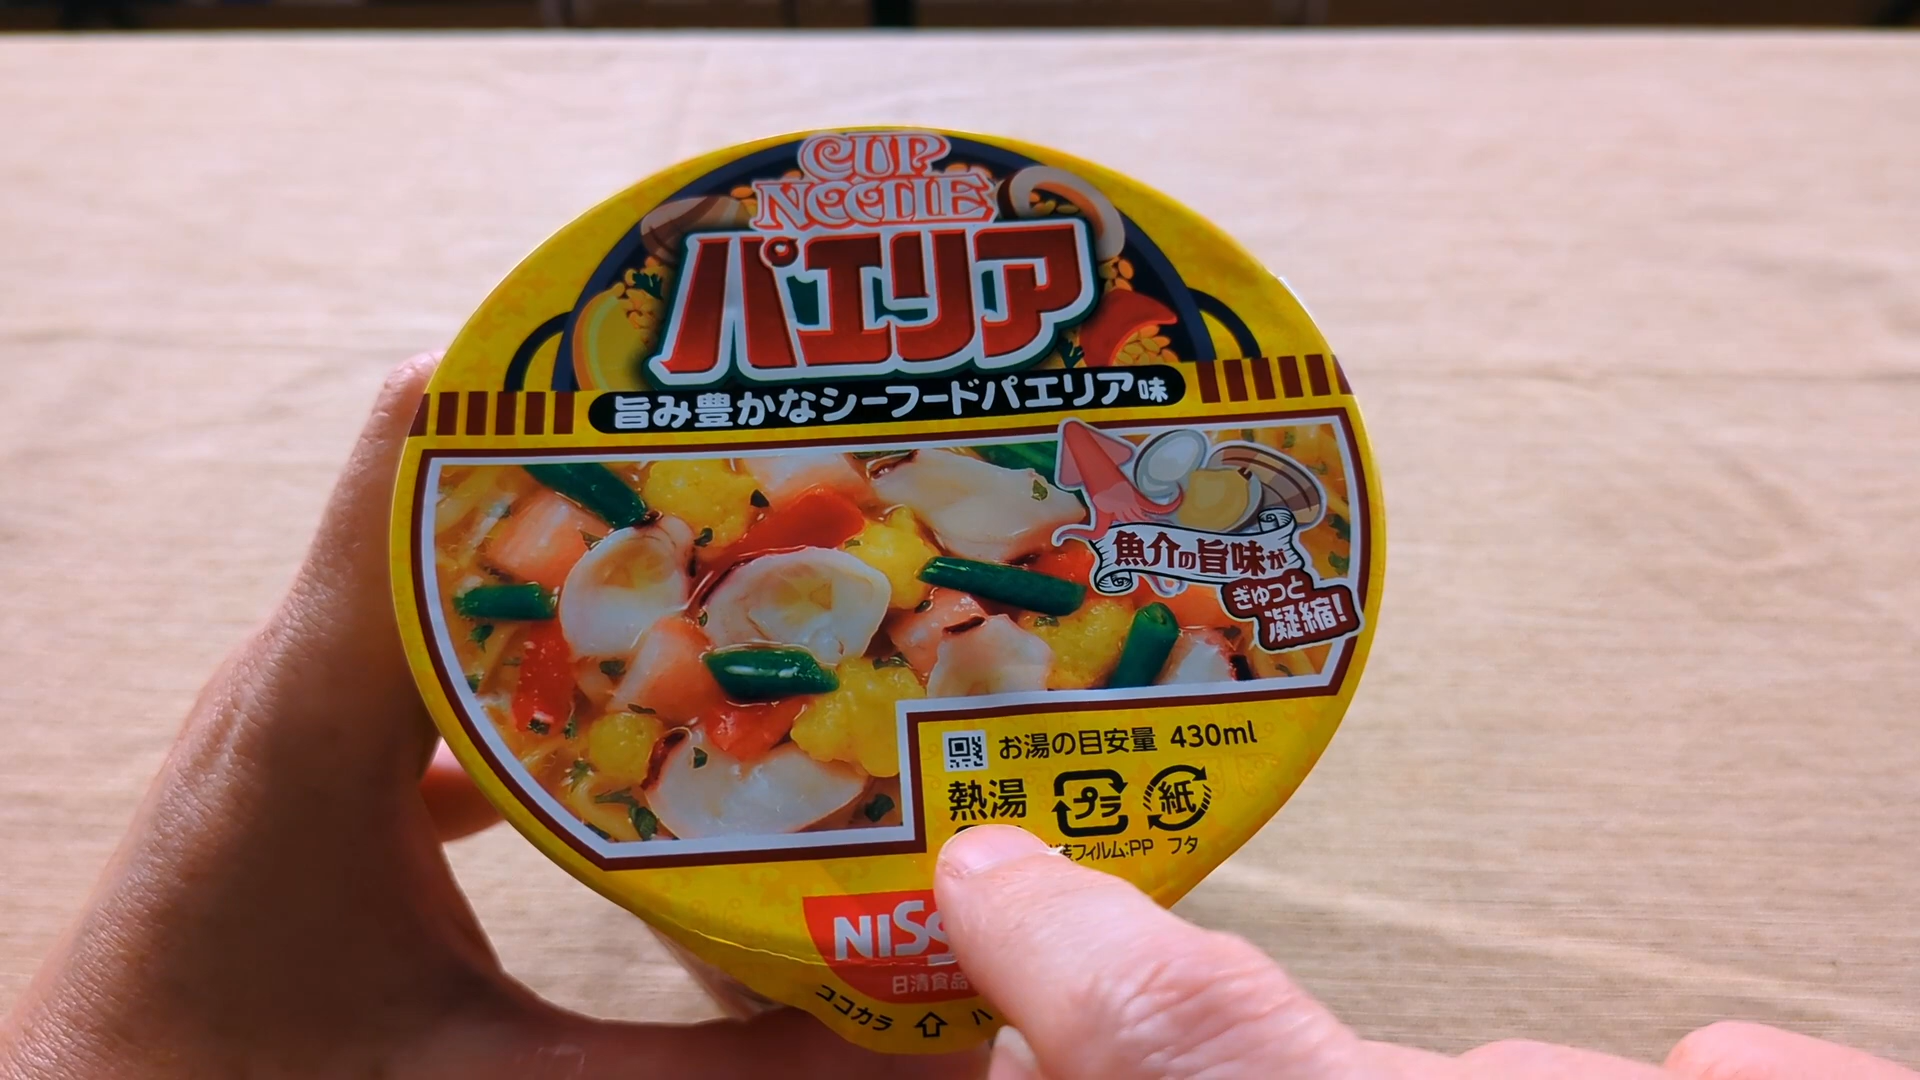 CUP
NOODLE
パエリア
旨み豊かなシーフードパエリア味
魚介の旨味が
ぎゅっと
凝縮!
お湯の目安量 430ml
熱湯 プラ 紙
フィルム:PP フタ
NISS
日清食品
ココカラ ハ